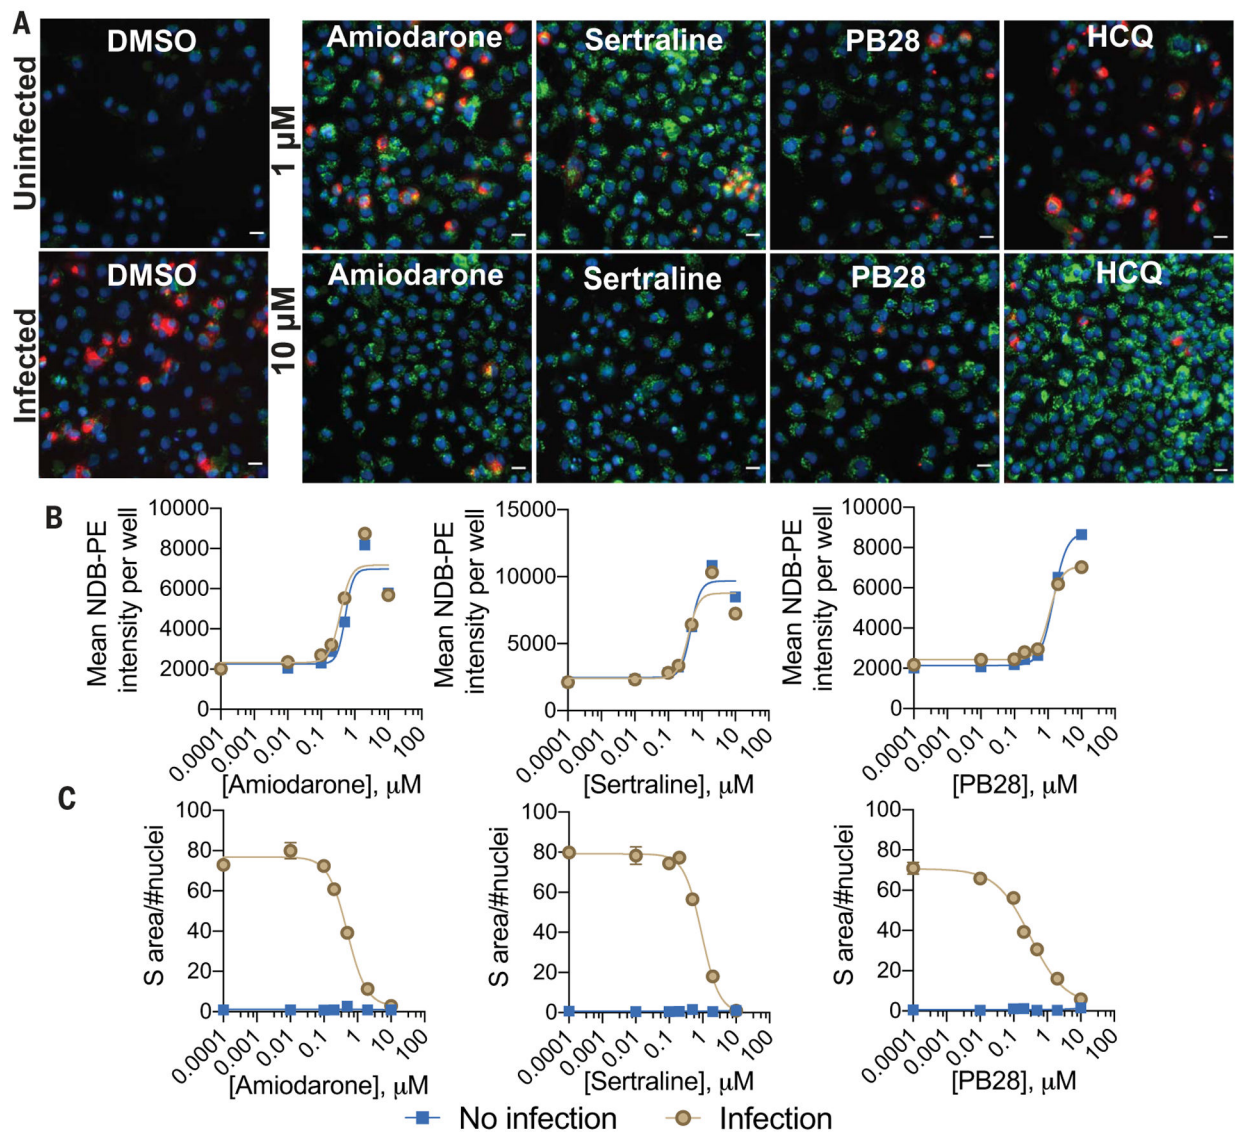 A
DMSO
Amiodarone
Sertraline
PB28
HCQ
Uninfected
1 µM
DMSO
Amiodarone
Sertraline
PB28
HCQ
Infected
10 µM
B
Mean NDB-PE
intensity per well
10000
8000
6000
4000
2000
0
0.0001
0.001
0.01
0.1
1
10
100
[Amiodarone], µM
Mean NDB-PE
intensity per well
15000
10000
5000
0
0.0001
0.001
0.01
0.1
1
10
100
[Sertraline], µM
Mean NDB-PE
intensity per well
10000
8000
6000
4000
2000
0
0.0001
0.001
0.01
0.1
1
10
100
[PB28], µM
C
S area/#nuclei
100
80
60
40
20
0
0.0001
0.001
0.01
0.1
1
10
100
[Amiodarone], µM
S area/#nuclei
100
80
60
40
20
0
0.0001
0.001
0.01
0.1
1
10
100
[Sertraline], µM
S area/#nuclei
100
80
60
40
20
0
0.0001
0.001
0.01
0.1
1
10
100
[PB28], µM
No infection
Infection